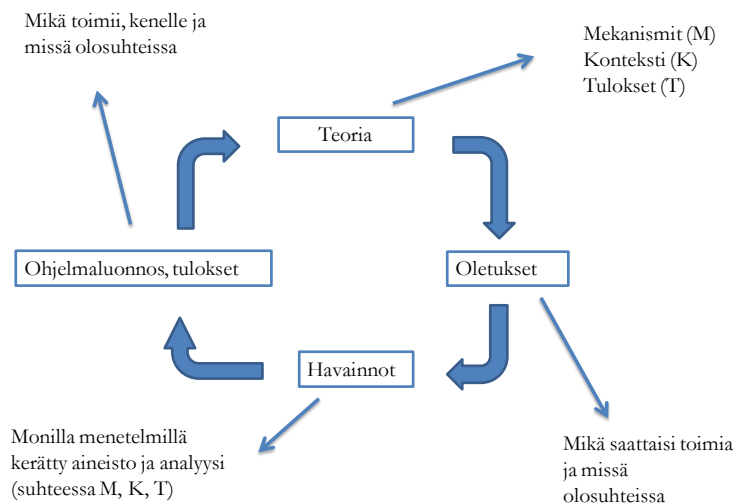 Mikä toimii, kenelle ja
missä olosuhteissa
Mekanismit (M)
Konteksti (K)
Tulokset (T)
Teoria
Ohjelmaluonnos, tulokset
Oletukset
Havainnot
Monilla menetelmillä
kerätty aineisto ja analyysi
(suhteessa M, K, T)
Mikä saattaisi toimia
ja missä
olosuhteissa